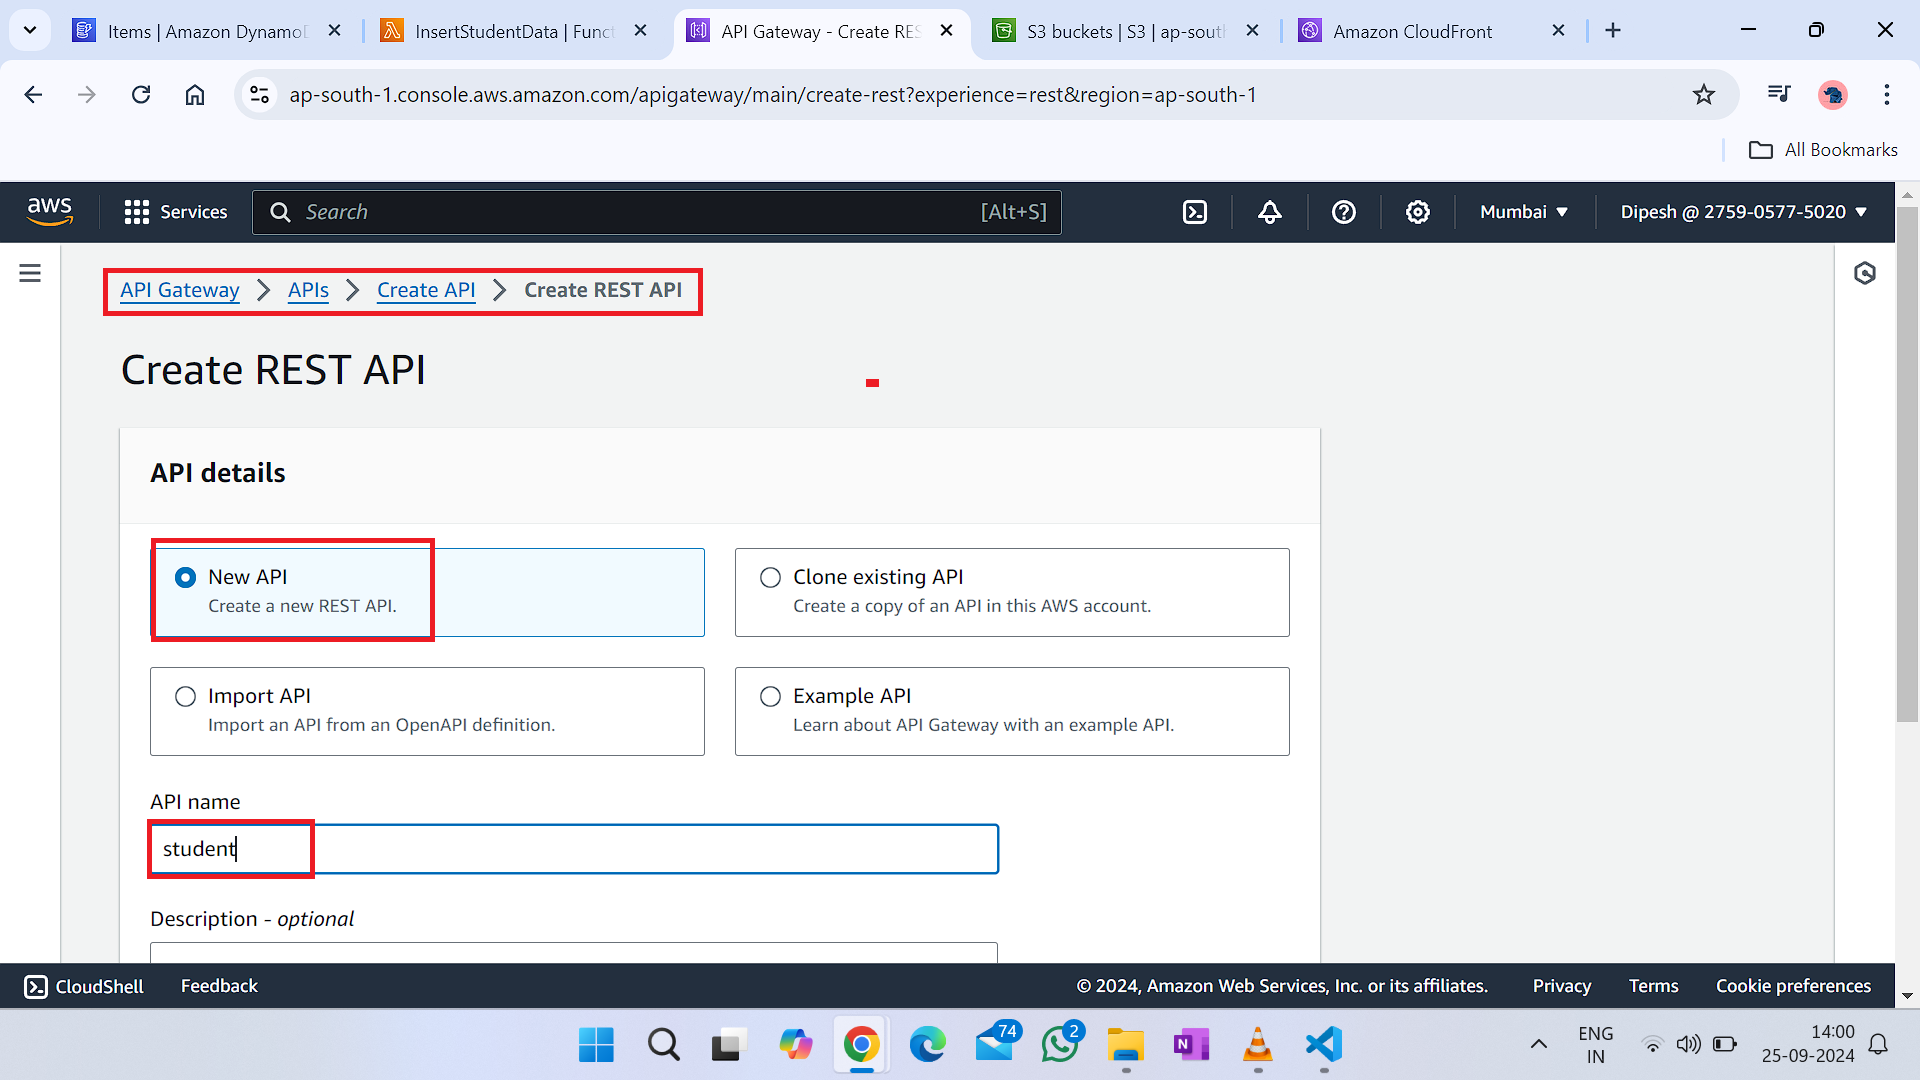 Items | Amazon Dynamo
InsertStudentData | Funct
API Gateway - Create RES
S3 buckets | S3 | ap-sout
Amazon CloudFront
ap-south-1.console.aws.amazon.com/apigateway/main/create-rest?experience=rest&region=ap-south-1
All Bookmarks
aws
Services
Search
[Alt+S]
Mumbai
Dipesh @ 2759-0577-5020
API Gateway > APIs > Create API > Create REST API
Create REST API
API details
New API
Create a new REST API.
Clone existing API
Create a copy of an API in this AWS account.
Import API
Import an API from an OpenAPI definition.
Example API
Learn about API Gateway with an example API.
API name
student
Description - optional
CloudShell
Feedback
© 2024, Amazon Web Services, Inc. or its affiliates.
Privacy
Terms
Cookie preferences
74
2
N
ENG
IN
14:00
25-09-2024